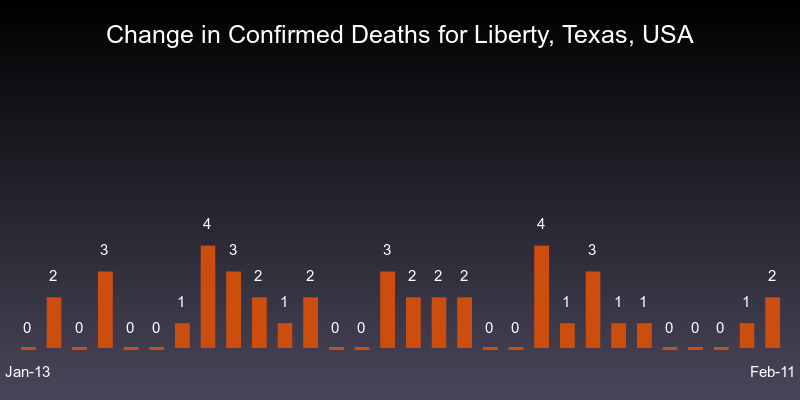 Change in Confirmed Deaths for Liberty, Texas, USA
4 4
3 3 3 3
2 2 2 2 2 2 2
1 1 1 1 1 1
0 0 0 0 0 0 0 0 0 0 0
Jan-13 Feb-11